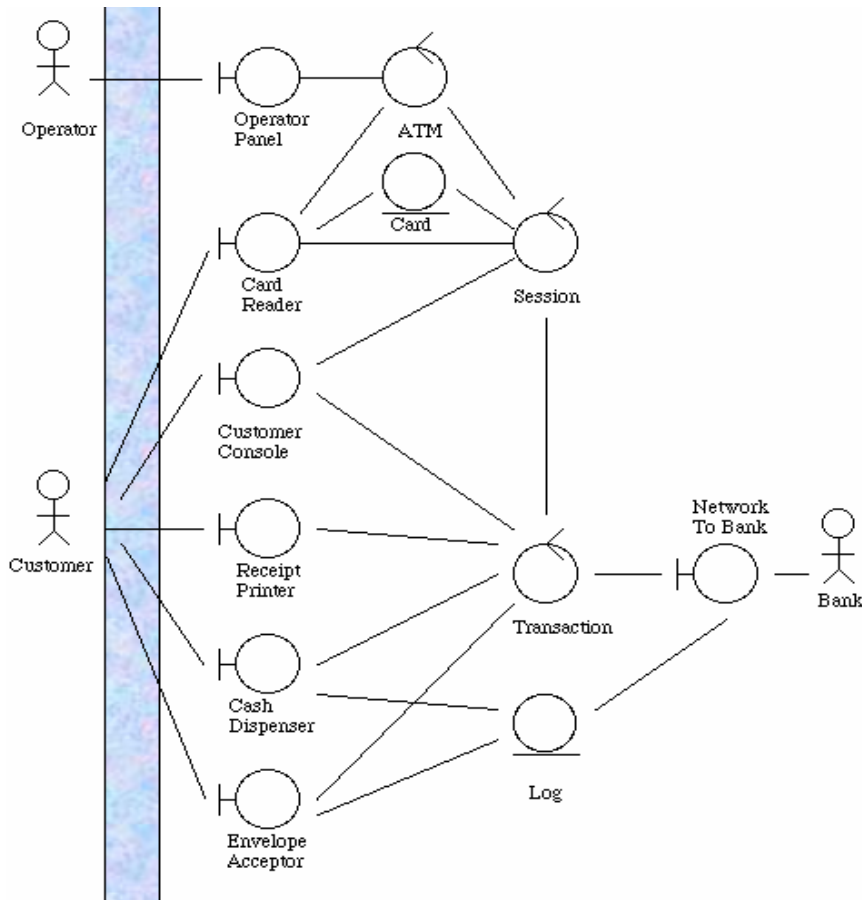 Operator
Operator
Panel
ATM
Card
Card
Reader
Session
Customer
Console
Customer
Receipt
Printer
Network
To Bank
Bank
Transaction
Cash
Dispenser
Log
Envelope
Acceptor